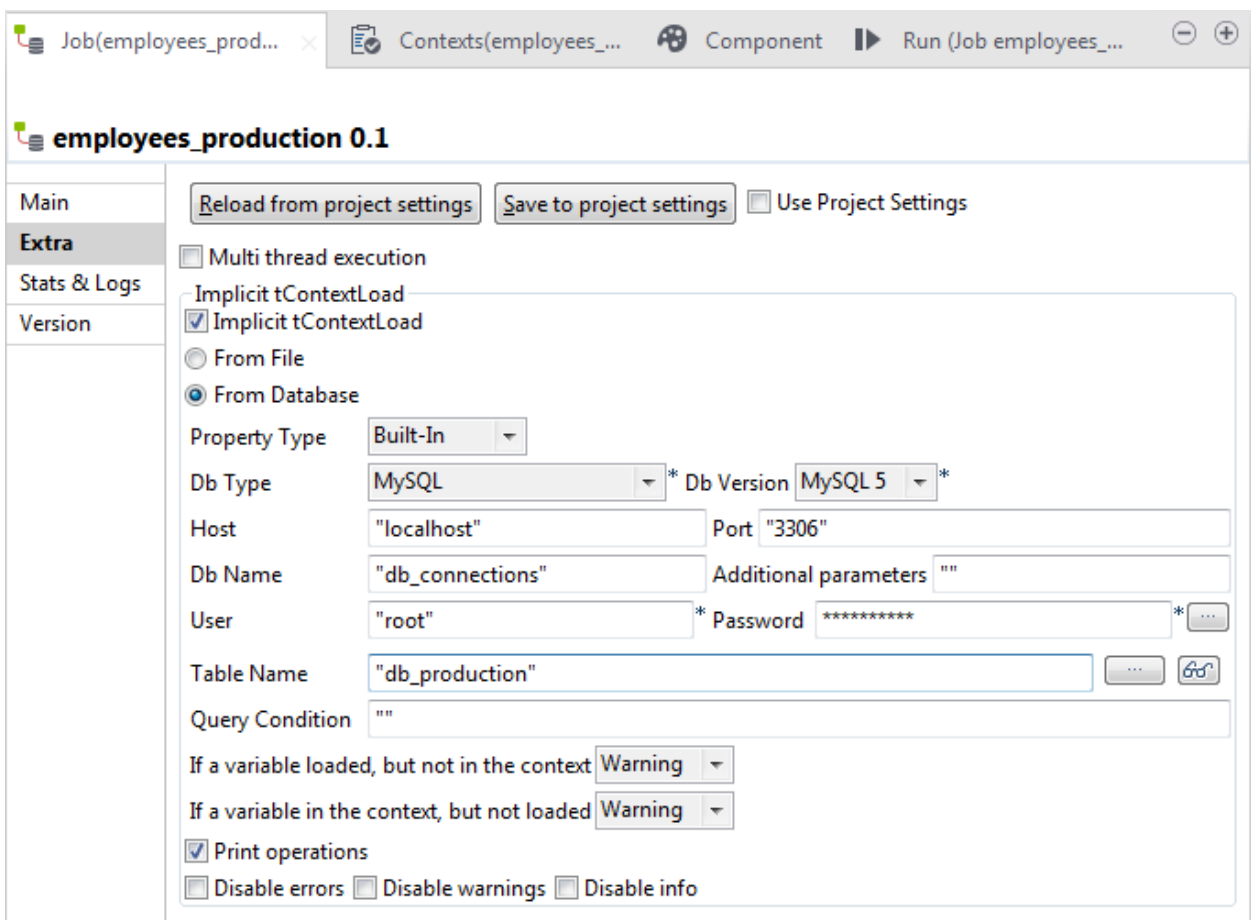 Job(employees_prod... Contexts(employees_... Component Run (Job employees_...
employees_production 0.1
Main
Extra
Stats & Logs
Version
Reload from project settings Save to project settings Use Project Settings
Multi thread execution
Implicit tContextLoad
Implicit tContextLoad
From File
From Database
Property Type Built-In
Db Type MySQL * Db Version MySQL 5 *
Host "localhost" Port "3306"
Db Name "db_connections" Additional parameters ""
User "root" * Password ********** * ...
Table Name "db_production" ...
Query Condition ""
If a variable loaded, but not in the context Warning
If a variable in the context, but not loaded Warning
Print operations
Disable errors Disable warnings Disable info